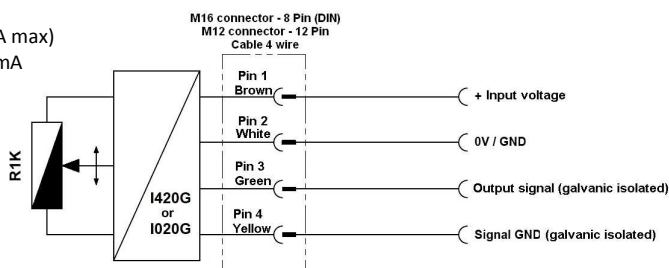 M16 connector - 8 Pin (DIN)
M12 connector - 12 Pin
Cable 4 wire
A max)
mA
Pin 1
Brown
+ Input voltage
Pin 2
White
0V / GND
R1K
Pin 3
Green
Output signal (galvanic isolated)
I420G
or
I020G
Pin 4
Yellow
Signal GND (galvanic isolated)